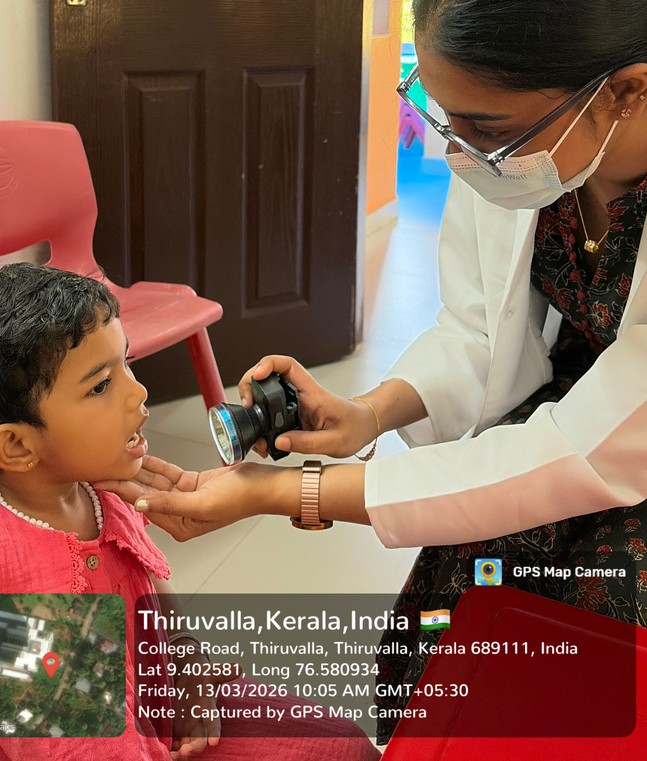 GPS Map Camera
Thiruvalla,Kerala,India 🇮🇳
College Road, Thiruvalla, Thiruvalla, Kerala 689111, India
Lat 9.402581, Long 76.580934
Friday, 13/03/2026 10:05 AM GMT+05:30
Note : Captured by GPS Map Camera